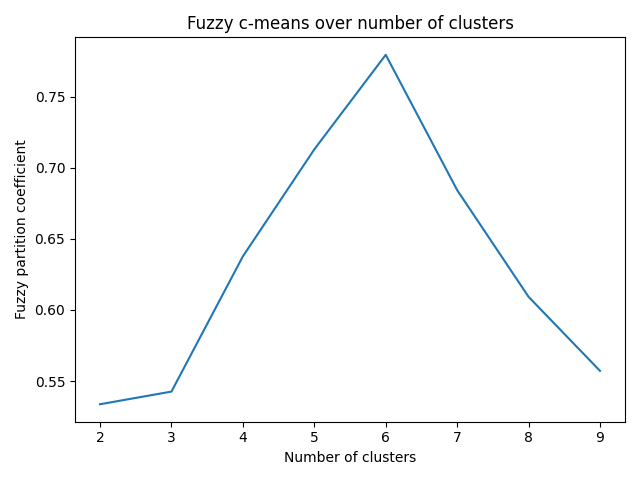 Fuzzy c-means over number of clusters
Fuzzy partition coefficient
0.75
0.70
0.65
0.60
0.55
2 3 4 5 6 7 8 9
Number of clusters